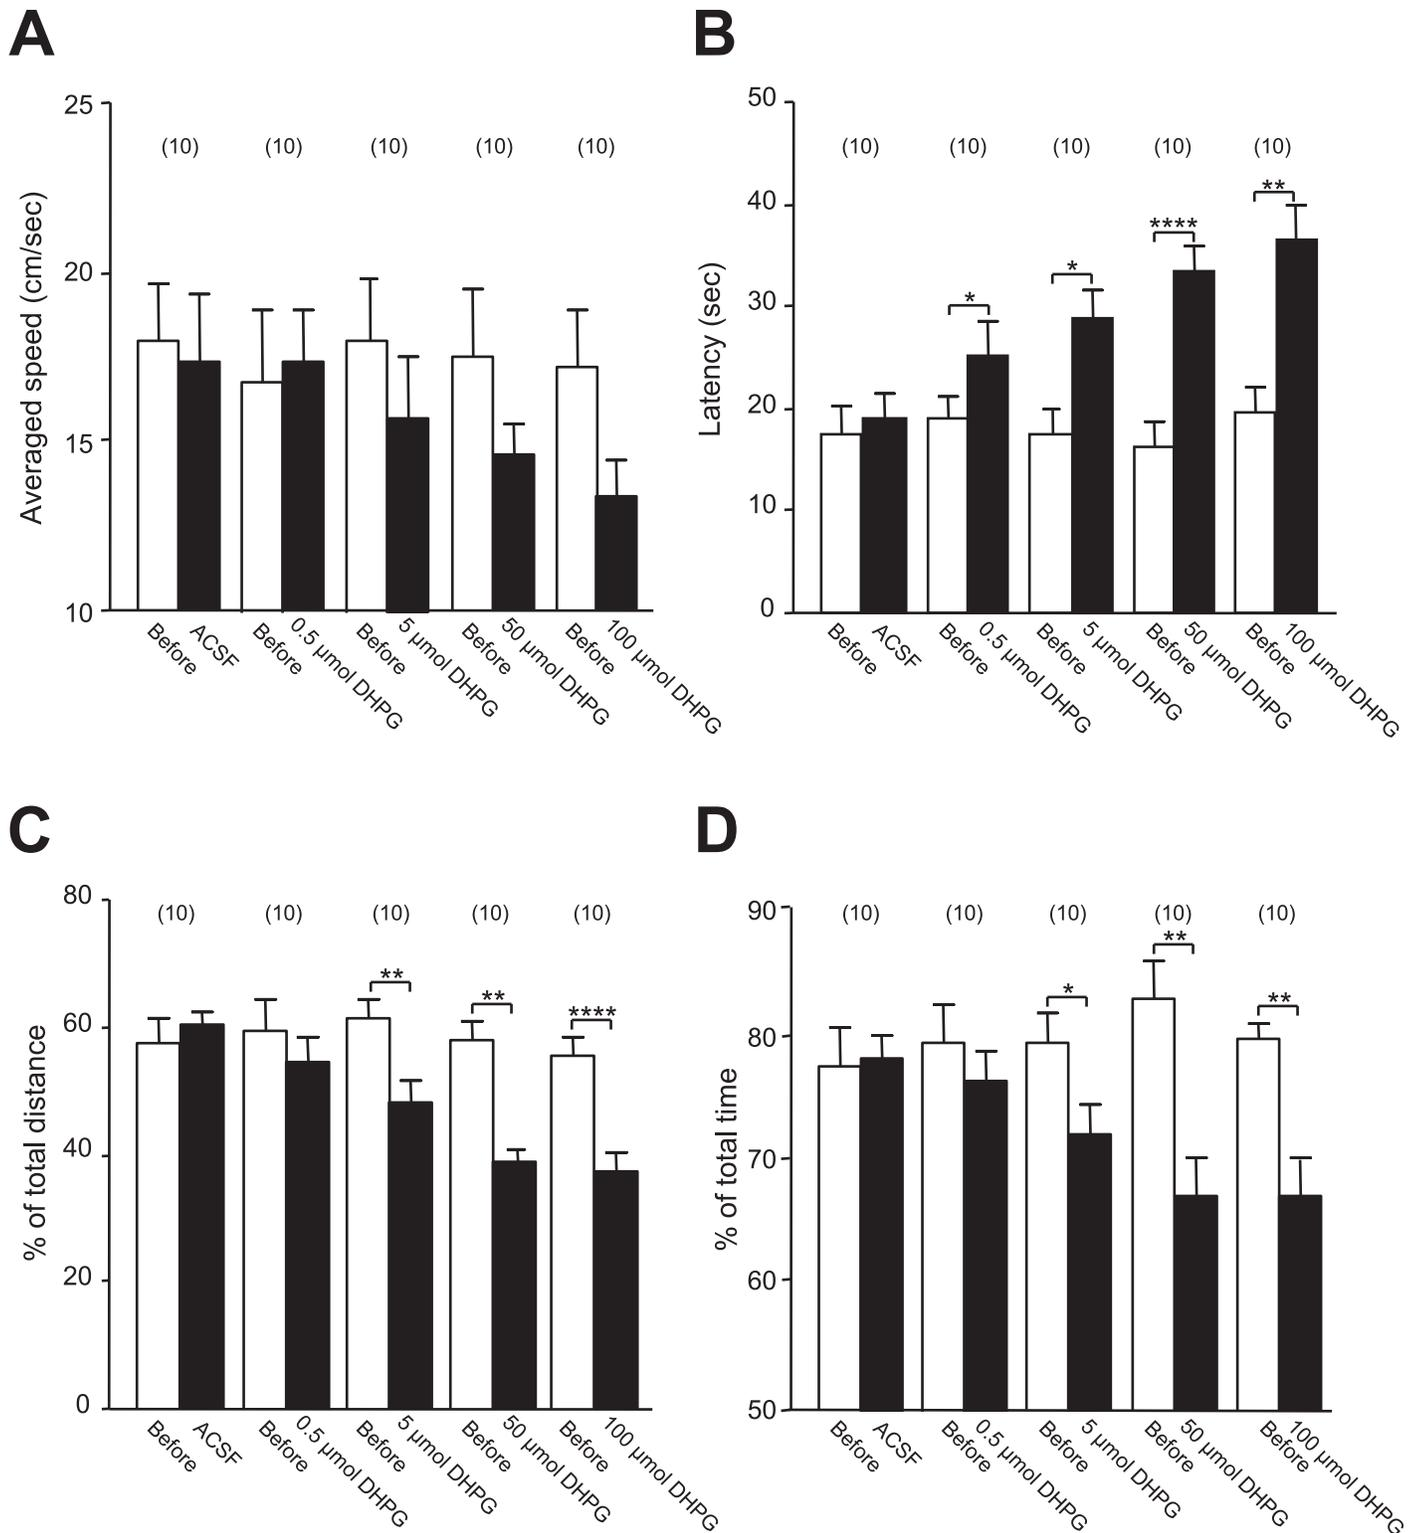 A
Averaged speed (cm/sec)
25
20
15
10
(10) (10) (10) (10) (10)
Before ACSF Before 0.5 µmol DHPG Before 5 µmol DHPG Before 50 µmol DHPG Before 100 µmol DHPG
B
Latency (sec)
50
40
30
20
10
0
(10) (10) (10) (10) (10)
* * **** **
Before ACSF Before 0.5 µmol DHPG Before 5 µmol DHPG Before 50 µmol DHPG Before 100 µmol DHPG
C
% of total distance
80
60
40
20
0
(10) (10) (10) (10) (10)
** ** ****
Before ACSF Before 0.5 µmol DHPG Before 5 µmol DHPG Before 50 µmol DHPG Before 100 µmol DHPG
D
% of total time
90
80
70
60
50
(10) (10) (10) (10) (10)
* ** **
Before ACSF Before 0.5 µmol DHPG Before 5 µmol DHPG Before 50 µmol DHPG Before 100 µmol DHPG